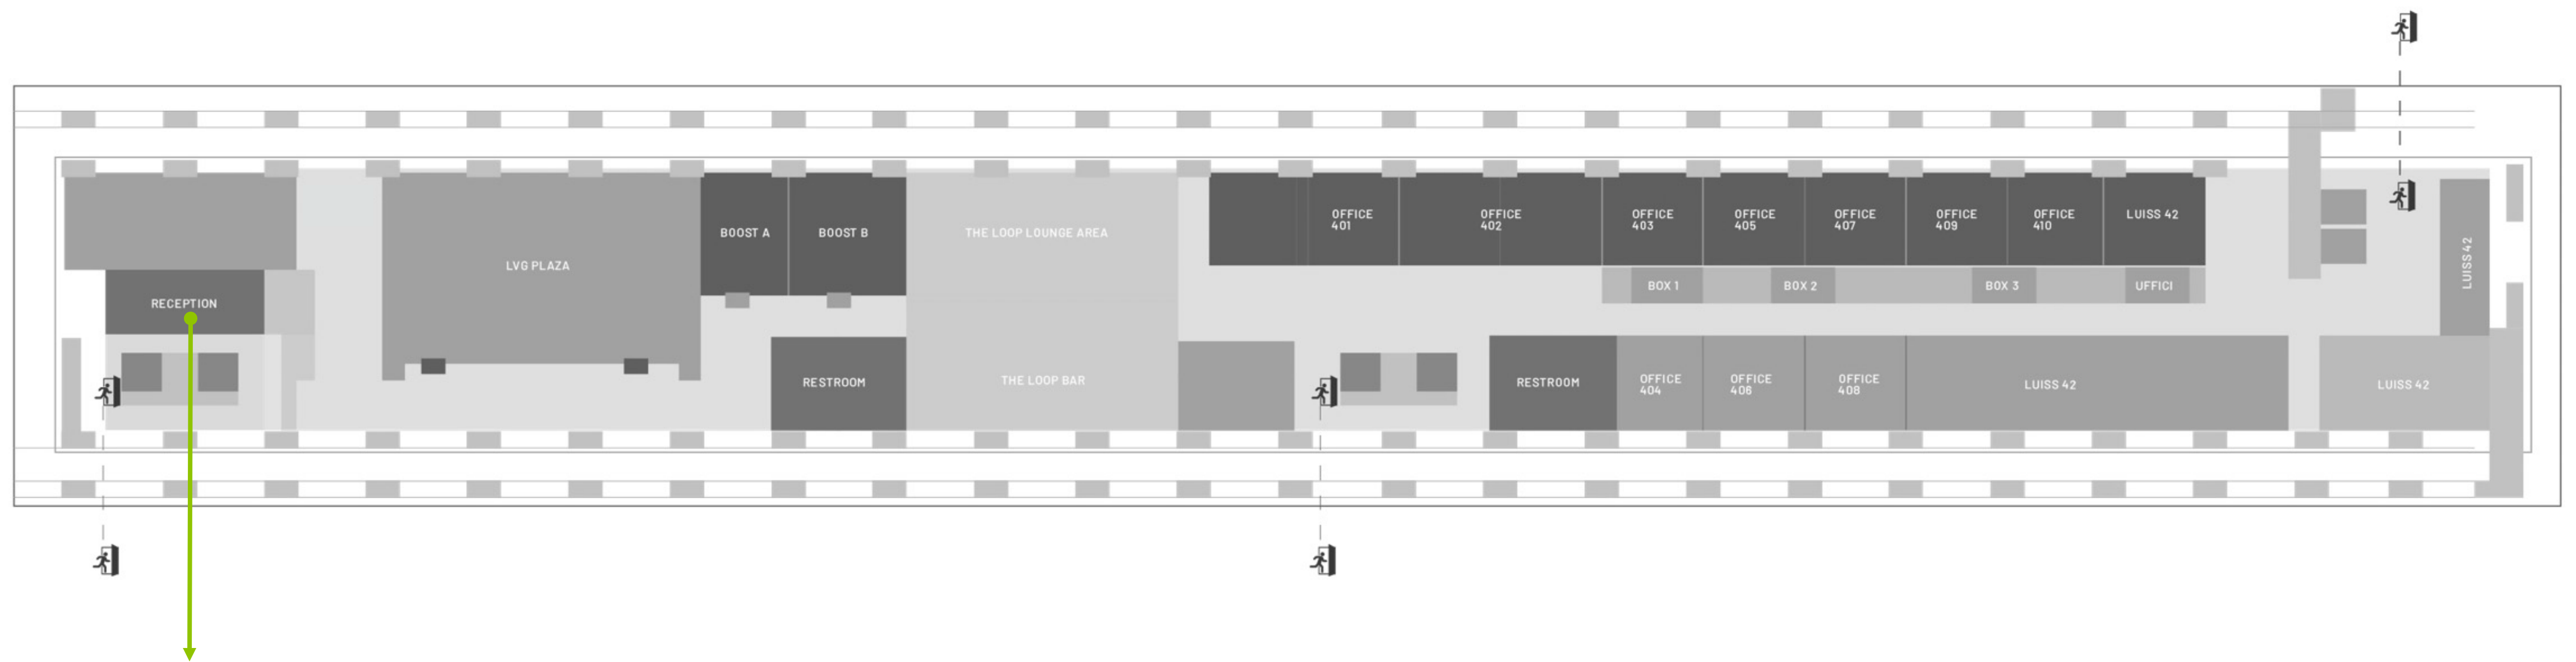 OFFICE
401
OFFICE
402
OFFICE
403
OFFICE
405
OFFICE
407
OFFICE
409
OFFICE
410
LUISS 42
BOOST A
BOOST B
THE LOOP LOUNGE AREA
LVG PLAZA
LUISS 42
RECEPTION
BOX 1
BOX 2
BOX 3
UFFICI
RESTROOM
THE LOOP BAR
RESTROOM
OFFICE
404
OFFICE
406
OFFICE
408
LUISS 42
LUISS 42